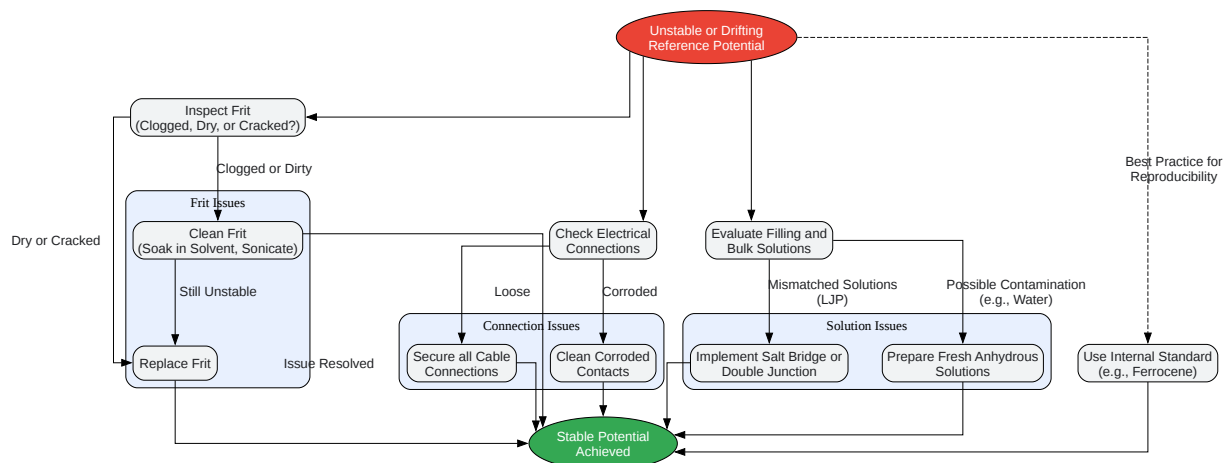 Unstable or Drifting
Reference Potential
Inspect Frit
(Clogged, Dry, or Cracked?)
Clogged or Dirty
Best Practice for
Reproducibility
Frit Issues
Dry or Cracked
Clean Frit
(Soak in Solvent, Sonicate)
Check Electrical
Connections
Evaluate Filling and
Bulk Solutions
Still Unstable
Loose
Corroded
Mismatched Solutions
(LJP)
Possible Contamination
(e.g., Water)
Connection Issues
Solution Issues
Replace Frit
Issue Resolved
Secure all Cable
Connections
Clean Corroded
Contacts
Implement Salt Bridge or
Double Junction
Prepare Fresh Anhydrous
Solutions
Use Internal Standard
(e.g., Ferrocene)
Stable Potential
Achieved